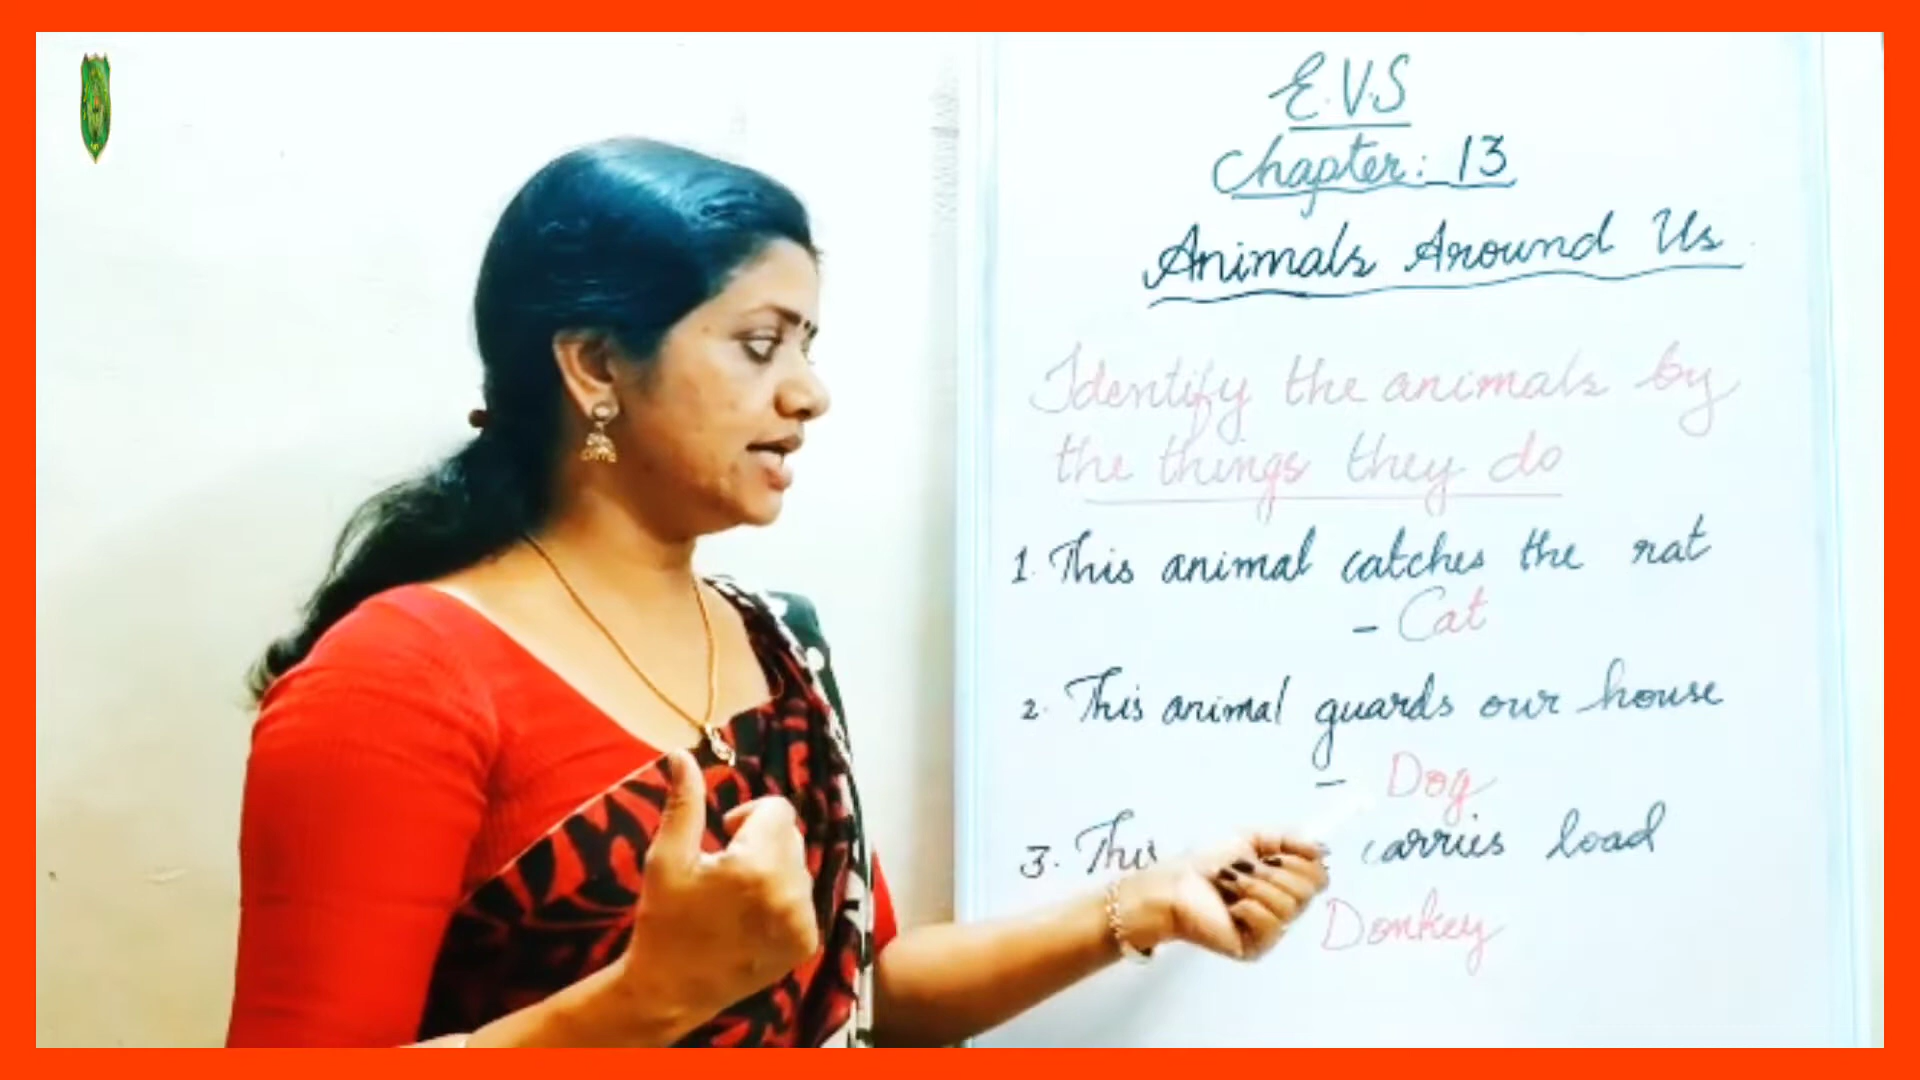 E.V.S
Chapter: 13
Animals Around Us
Identify the animals by
the things they do
1. This animal catches the rat
- Cat
2. This animal guards our house
- Dog
3. This carries load
Donkey